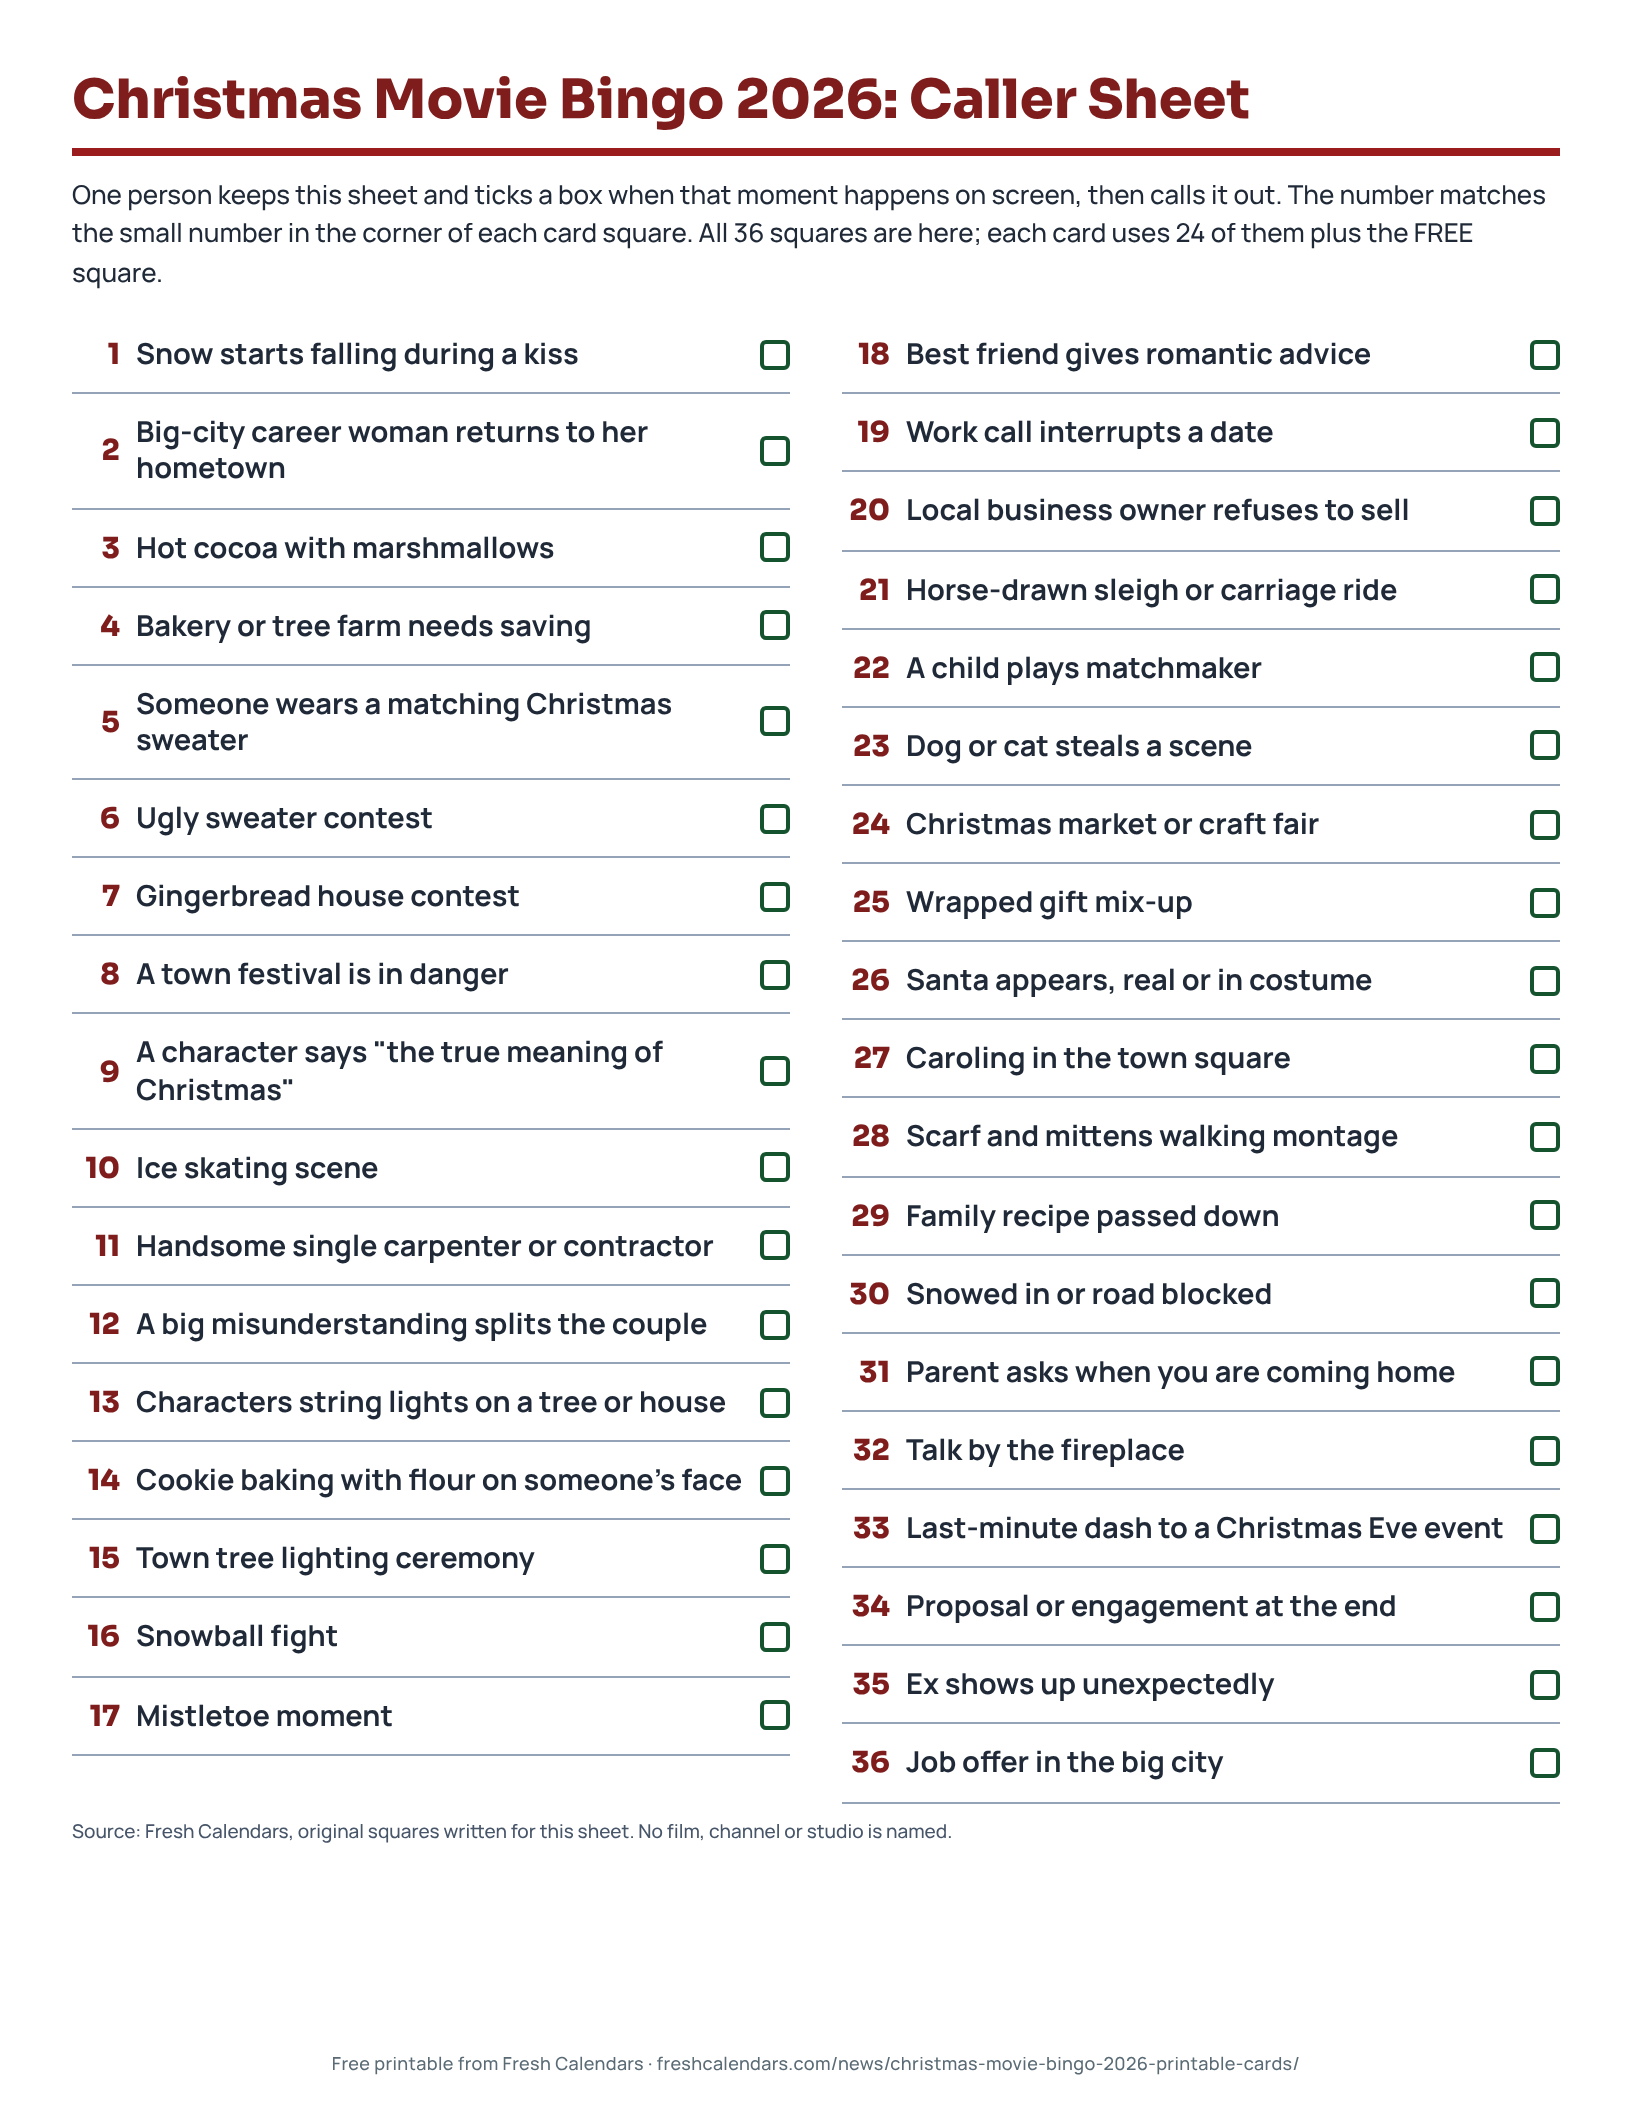 Christmas Movie Bingo 2026: Caller Sheet
One person keeps this sheet and ticks a box when that moment happens on screen, then calls it out. The number matches
the small number in the corner of each card square. All 36 squares are here; each card uses 24 of them plus the FREE
square.
1 Snow starts falling during a kiss
2 Big-city career woman returns to her
hometown
3 Hot cocoa with marshmallows
4 Bakery or tree farm needs saving
5 Someone wears a matching Christmas
sweater
6 Ugly sweater contest
7 Gingerbread house contest
8 A town festival is in danger
9 A character says "the true meaning of
Christmas"
10 Ice skating scene
11 Handsome single carpenter or contractor
12 A big misunderstanding splits the couple
13 Characters string lights on a tree or house
14 Cookie baking with flour on someone’s face
15 Town tree lighting ceremony
16 Snowball fight
17 Mistletoe moment
18 Best friend gives romantic advice
19 Work call interrupts a date
20 Local business owner refuses to sell
21 Horse-drawn sleigh or carriage ride
22 A child plays matchmaker
23 Dog or cat steals a scene
24 Christmas market or craft fair
25 Wrapped gift mix-up
26 Santa appears, real or in costume
27 Caroling in the town square
28 Scarf and mittens walking montage
29 Family recipe passed down
30 Snowed in or road blocked
31 Parent asks when you are coming home
32 Talk by the fireplace
33 Last-minute dash to a Christmas Eve event
34 Proposal or engagement at the end
35 Ex shows up unexpectedly
36 Job offer in the big city
Source: Fresh Calendars, original squares written for this sheet. No film, channel or studio is named.
Free printable from Fresh Calendars · freshcalendars.com/news/christmas-movie-bingo-2026-printable-cards/